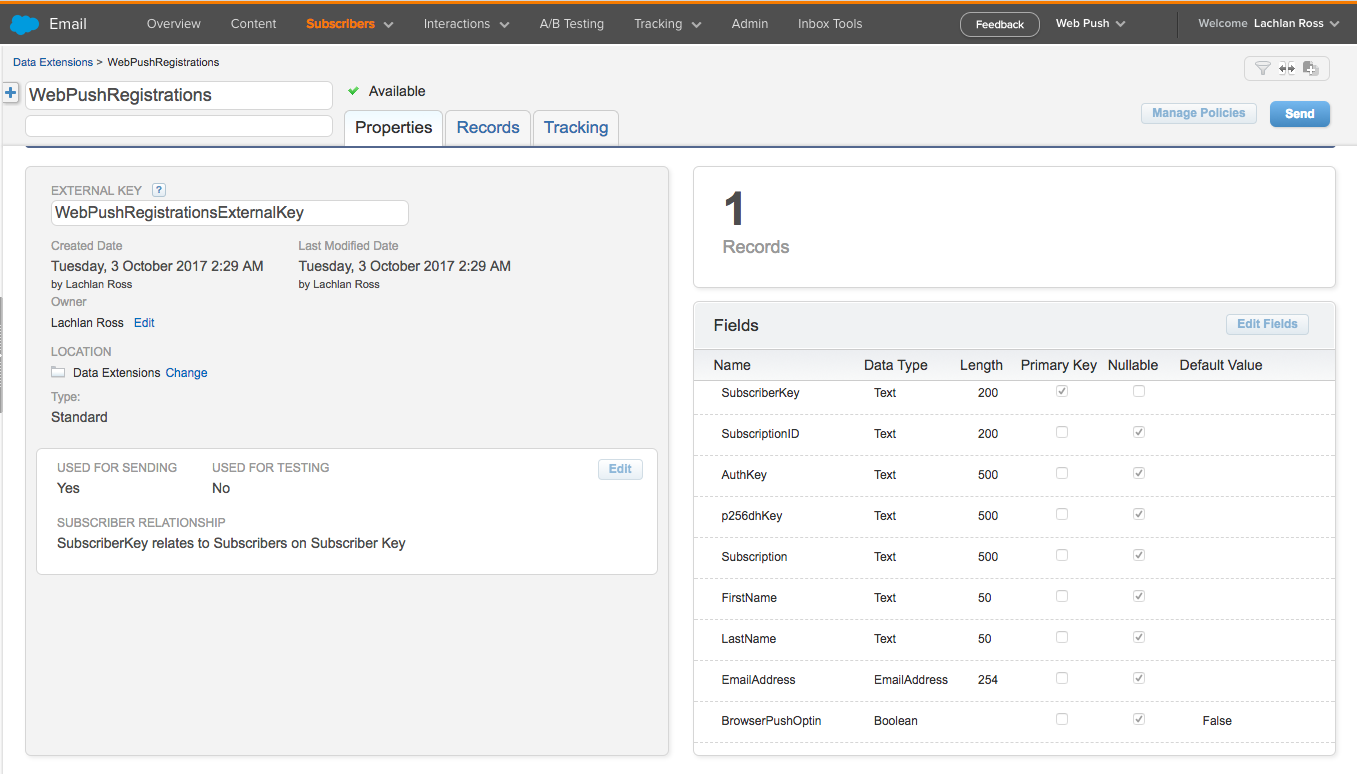 Email Overview Content Subscribers Interactions A/B Testing Tracking Admin Inbox Tools Feedback Web Push Welcome Lachlan Ross
Data Extensions > WebPushRegistrations
WebPushRegistrations
Available
Properties Records Tracking
Manage Policies Send
EXTERNAL KEY ?
WebPushRegistrationsExternalKey
Created Date Last Modified Date
Tuesday, 3 October 2017 2:29 AM Tuesday, 3 October 2017 2:29 AM
by Lachlan Ross by Lachlan Ross
Owner
Lachlan Ross Edit
LOCATION
Data Extensions Change
Type:
Standard
USED FOR SENDING USED FOR TESTING Edit
Yes No
SUBSCRIBER RELATIONSHIP
SubscriberKey relates to Subscribers on Subscriber Key
1
Records
Fields Edit Fields
Name Data Type Length Primary Key Nullable Default Value
SubscriberKey Text 200
SubscriptionID Text 200
AuthKey Text 500
p256dhKey Text 500
Subscription Text 500
FirstName Text 50
LastName Text 50
EmailAddress EmailAddress 254
BrowserPushOptin Boolean False